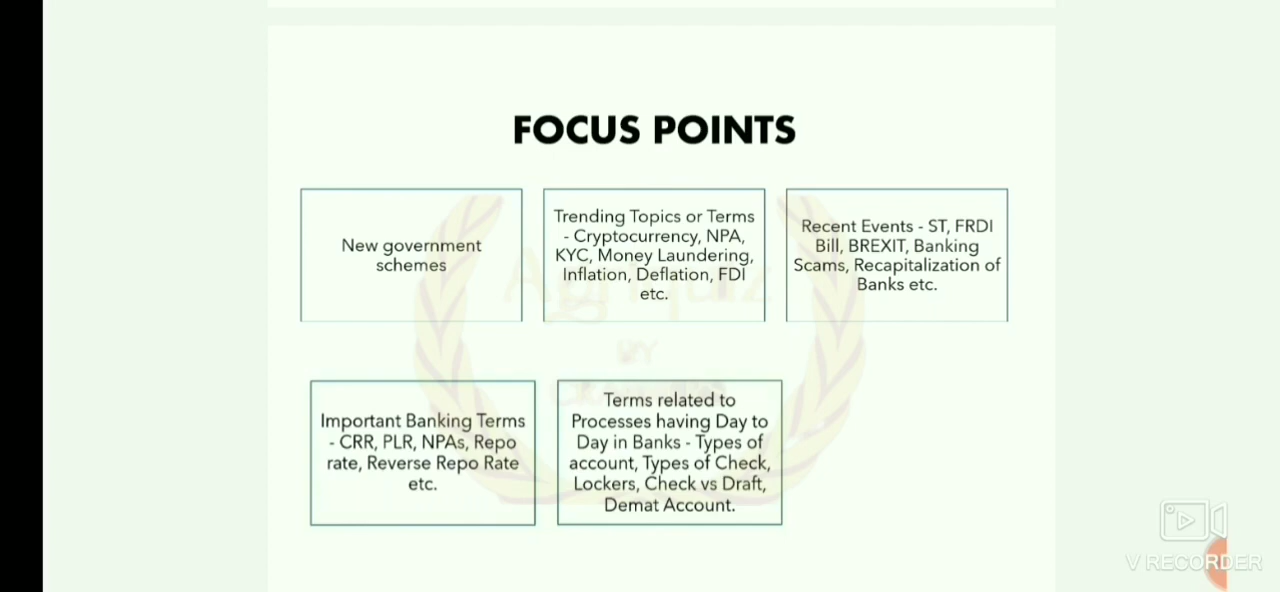 FOCUS POINTS
New government
schemes
Trending Topics or Terms
- Cryptocurrency, NPA,
KYC, Money Laundering,
Inflation, Deflation, FDI
etc.
Recent Events - ST, FRDI
Bill, BREXIT, Banking
Scams, Recapitalization of
Banks etc.
Important Banking Terms
- CRR, PLR, NPAs, Repo
rate, Reverse Repo Rate
etc.
Terms related to
Processes having Day to
Day in Banks - Types of
account, Types of Check,
Lockers, Check vs Draft,
Demat Account.
BY
V RECORDER